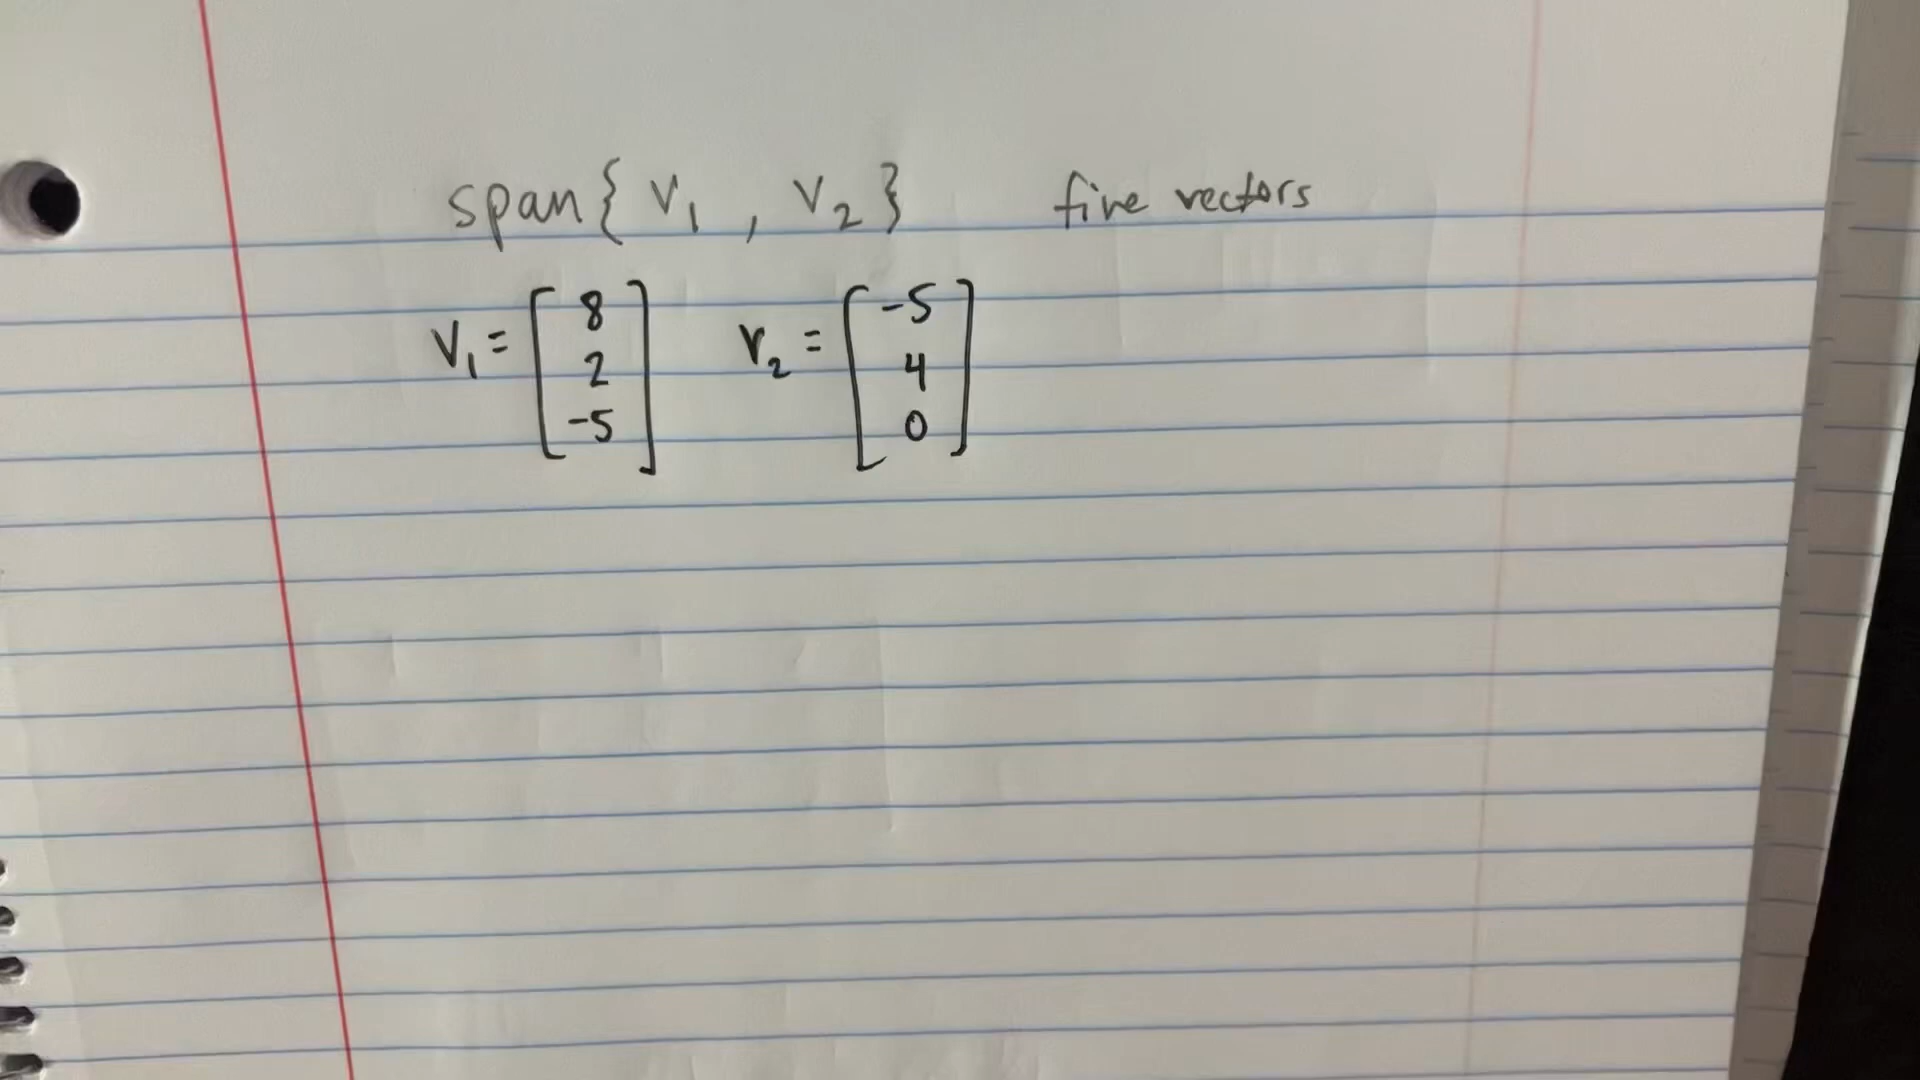 span{ v₁ , v₂ } five vectors
v₁ = [ 8 2 -5 ] v₂ = [ -5 4 0 ]